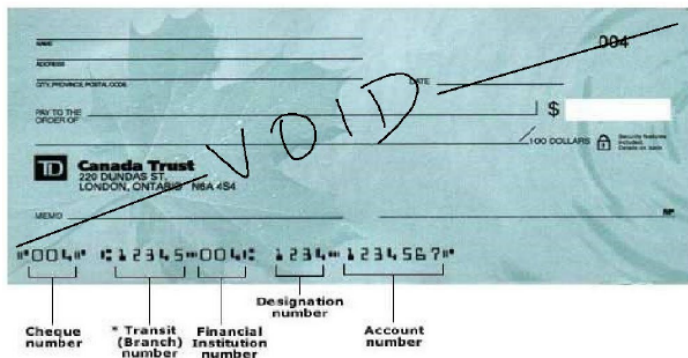 004
NAME
ADDRESS
CITY, PROVINCE, POSTAL CODE
DATE
PAY TO THE
ORDER OF
$
100 DOLLARS
Security features
included.
Details on back.
VOID
TD Canada Trust
220 DUNDAS ST.
LONDON, ONTARIO N6A 4S4
MEMO
MP
⑈004⑈ ⑆12345⑉004⑆ 1234⑉1234567⑈
Designation
number
Cheque
number
* Transit
(Branch)
number
Financial
Institution
number
Account
number